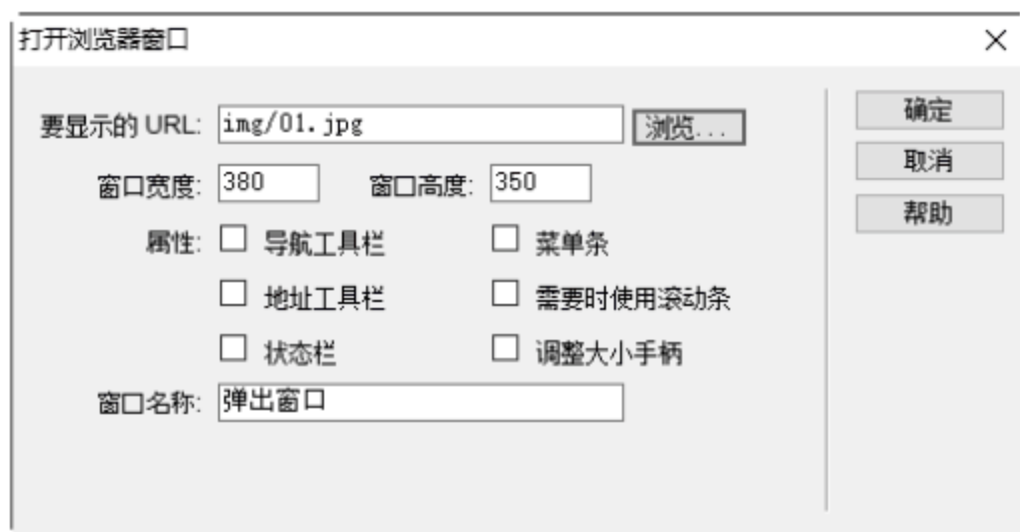 打开浏览器窗口
要显示的 URL: img/01.jpg 浏览... 确定
取消
窗口宽度: 380 窗口高度: 350
帮助
属性: 导航工具栏 菜单条
地址工具栏 需要时使用滚动条
状态栏 调整大小手柄
窗口名称: 弹出窗口